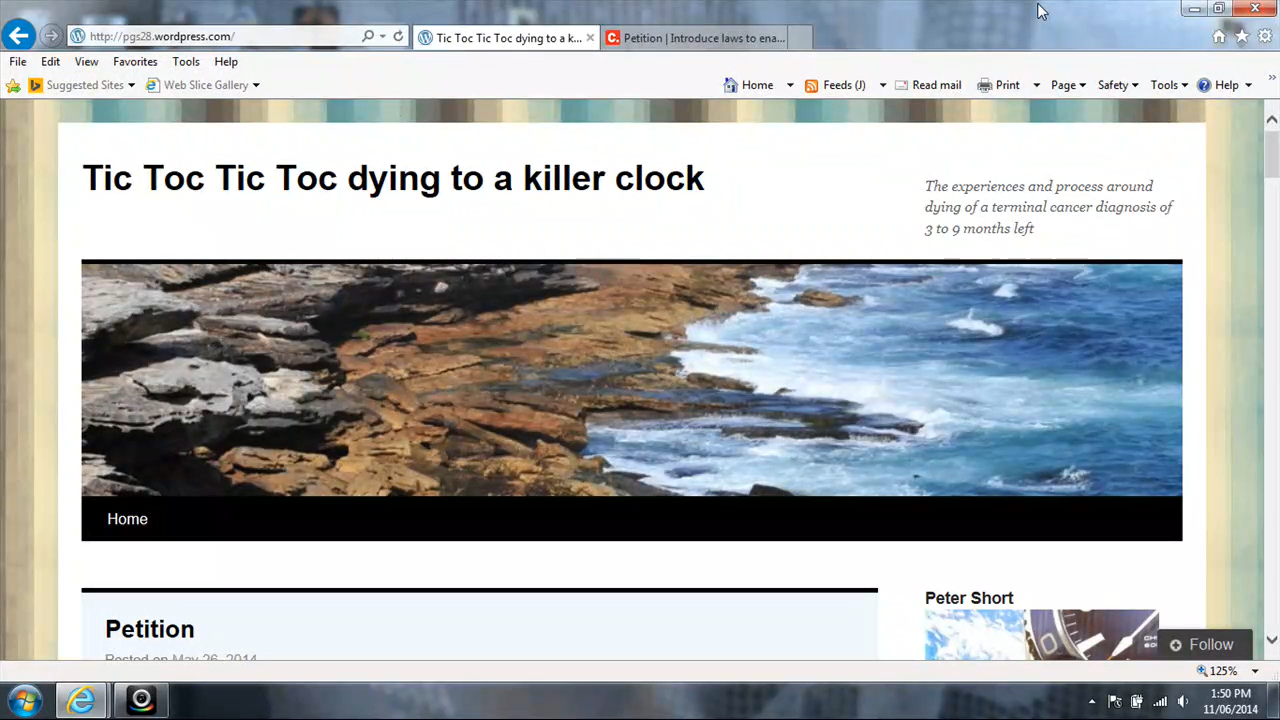 http://pgs28.wordpress.com/
Tic Toc Tic Toc dying to a k...
Petition | Introduce laws to ena...
File Edit View Favorites Tools Help
Suggested Sites Web Slice Gallery Home Feeds (J) Read mail Print Page Safety Tools Help
Tic Toc Tic Toc dying to a killer clock
The experiences and process around
dying of a terminal cancer diagnosis of
3 to 9 months left
Home
Petition
Posted on May 26, 2014
Peter Short
Follow
125%
1:50 PM
11/06/2014